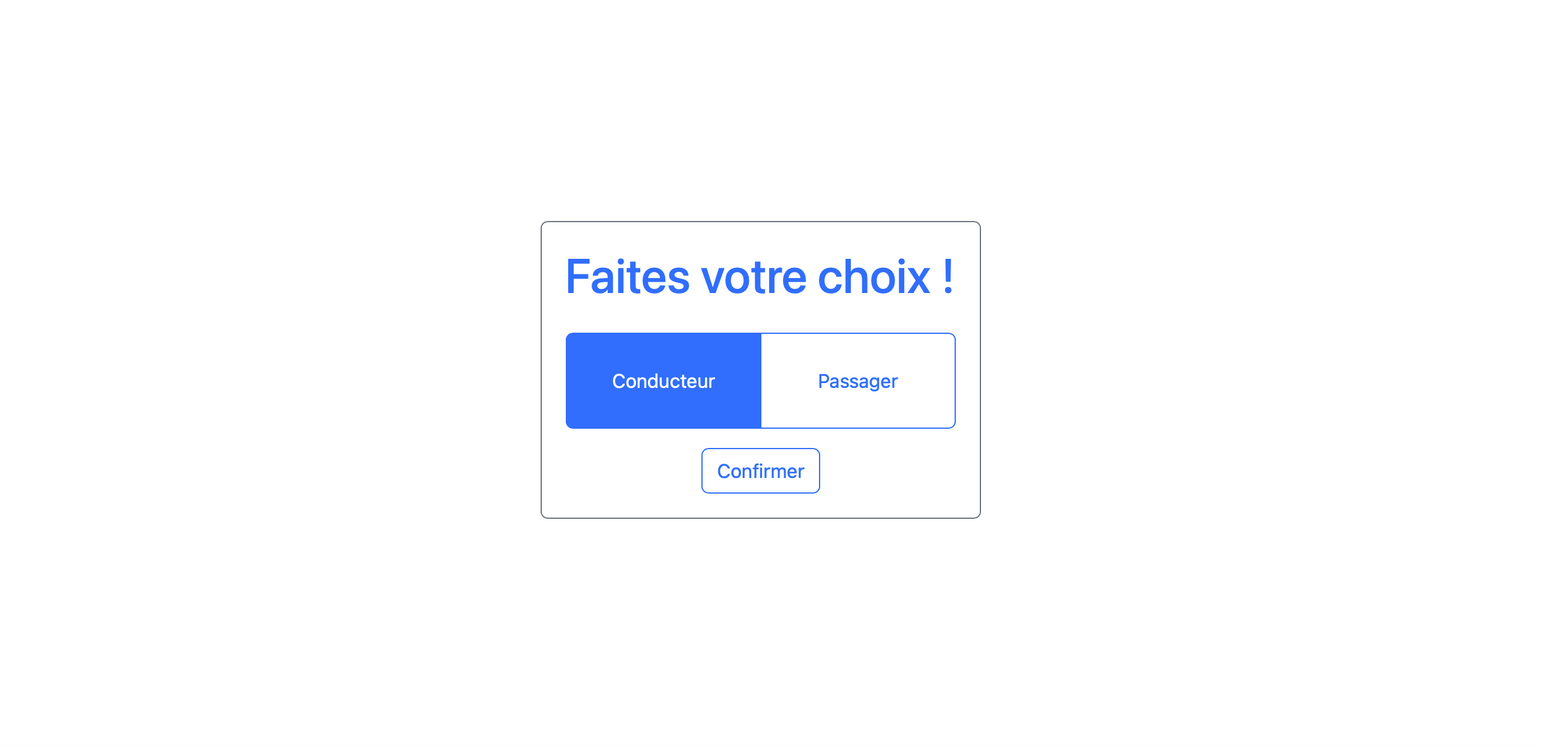 Faites votre choix !
Conducteur Passager
Confirmer